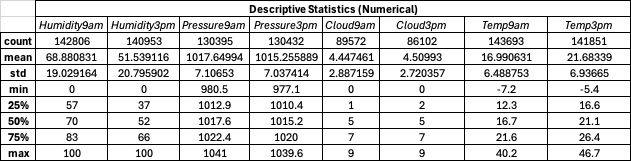 Descriptive Statistics (Numerical)
Humidity9am Humidity3pm Pressure9am Pressure3pm Cloud9am Cloud3pm Temp9am Temp3pm
count 142806 140953 130395 130432 89572 86102 143693 141851
mean 68.880831 51.539116 1017.64994 1015.255889 4.447461 4.50993 16.990631 21.68339
std 19.029164 20.795902 7.10653 7.037414 2.887159 2.720357 6.488753 6.93665
min 0 0 980.5 977.1 0 0 -7.2 -5.4
25% 57 37 1012.9 1010.4 1 2 12.3 16.6
50% 70 52 1017.6 1015.2 5 5 16.7 21.1
75% 83 66 1022.4 1020 7 7 21.6 26.4
max 100 100 1041 1039.6 9 9 40.2 46.7